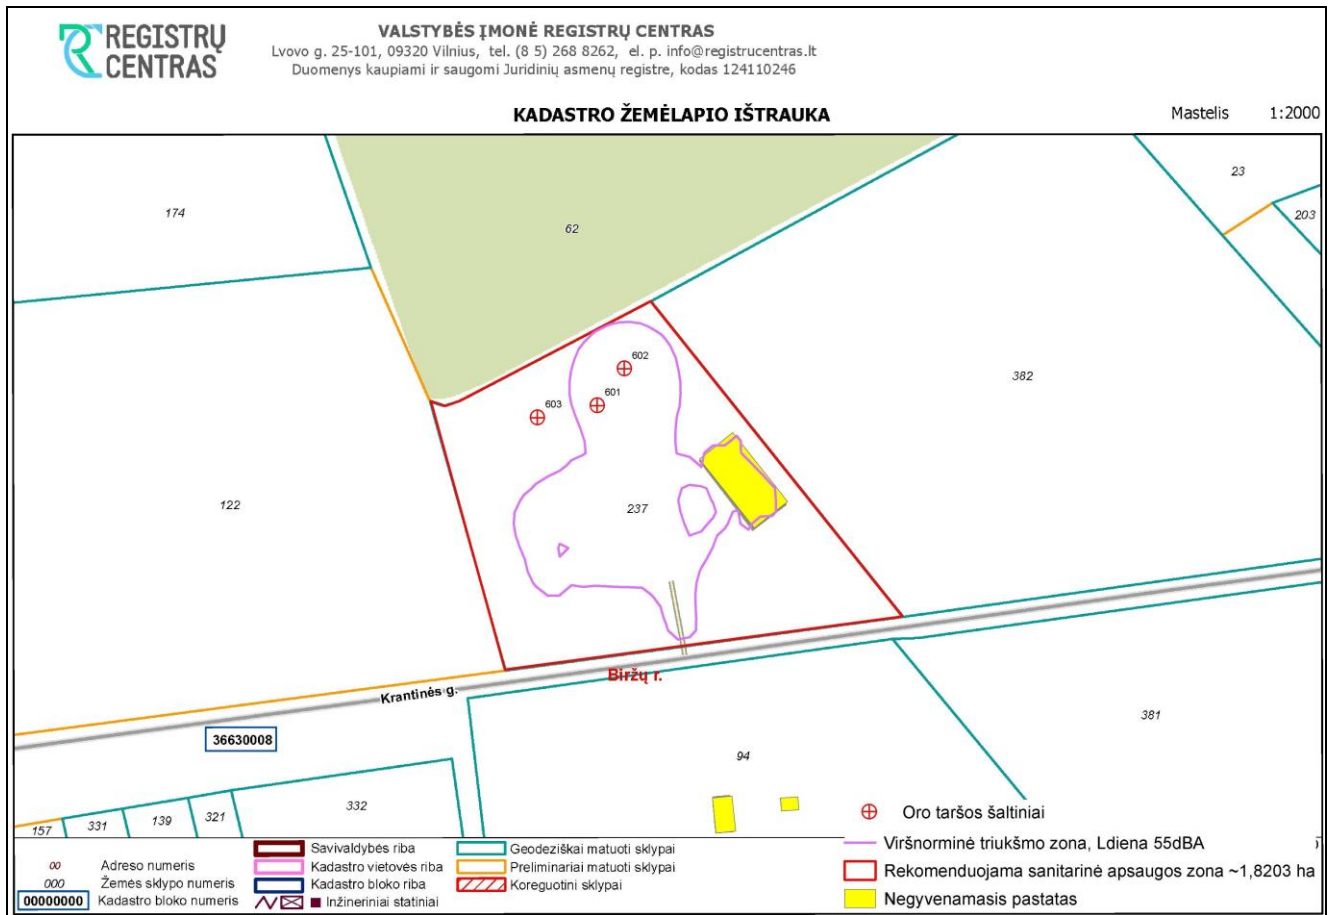 REGISTRŲ
CENTRAS
VALSTYBĖS ĮMONĖ REGISTRŲ CENTRAS
Lvovo g. 25-101, 09320 Vilnius, tel. (8 5) 268 8262, el. p. info@registrucentras.lt
Duomenys kaupiami ir saugomi Juridinių asmenų registre, kodas 124110246
KADASTRO ŽEMĖLAPIO IŠTRAUKA
Mastelis 1:2000
23
174
203
62
602
382
601
603
122
237
Biržų r.
Krantinės g.
381
36630008
94
332
321
139
331
157
Oro taršos šaltiniai
Viršnorminė triukšmo zona, Ldiena 55dBA
Rekomenduojama sanitarinė apsaugos zona ~1,8203 ha
Negyvenamasis pastatas
00 Adreso numeris
000 Žemės sklypo numeris
00000000 Kadastro bloko numeris
Savivaldybės riba
Kadastro vietovės riba
Kadastro bloko riba
Inžineriniai statiniai
Geodeziškai matuoti sklypai
Preliminariai matuoti sklypai
Koreguotini sklypai